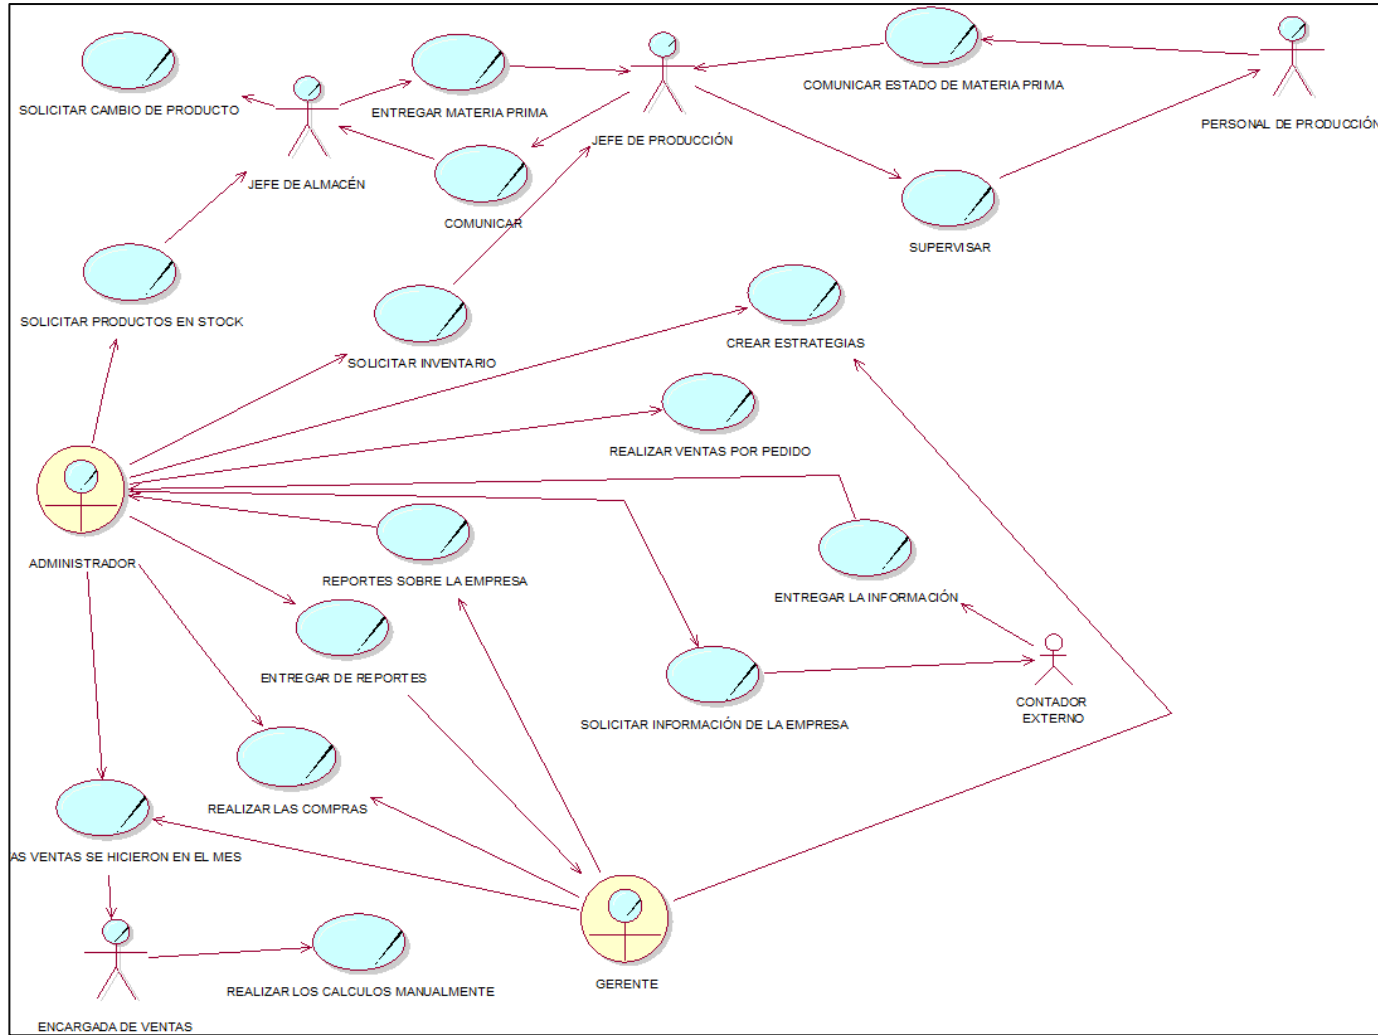 SOLICITAR CAMBIO DE PRODUCTO
ENTREGAR MATERIA PRIMA
JEFE DE PRODUCCIÓN
COMUNICAR ESTADO DE MATERIA PRIMA
PERSONAL DE PRODUCCIÓN
JEFE DE ALMACÉN
COMUNICAR
SUPERVISAR
SOLICITAR PRODUCTOS EN STOCK
SOLICITAR INVENTARIO
CREAR ESTRATEGIAS
REALIZAR VENTAS POR PEDIDO
ADMINISTRADOR
REPORTES SOBRE LA EMPRESA
ENTREGAR LA INFORMACIÓN
ENTREGAR DE REPORTES
SOLICITAR INFORMACIÓN DE LA EMPRESA
CONTADOR
EXTERNO
REALIZAR LAS COMPRAS
AS VENTAS SE HICIERON EN EL MES
REALIZAR LOS CALCULOS MANUALMENTE
GERENTE
ENCARGADA DE VENTAS